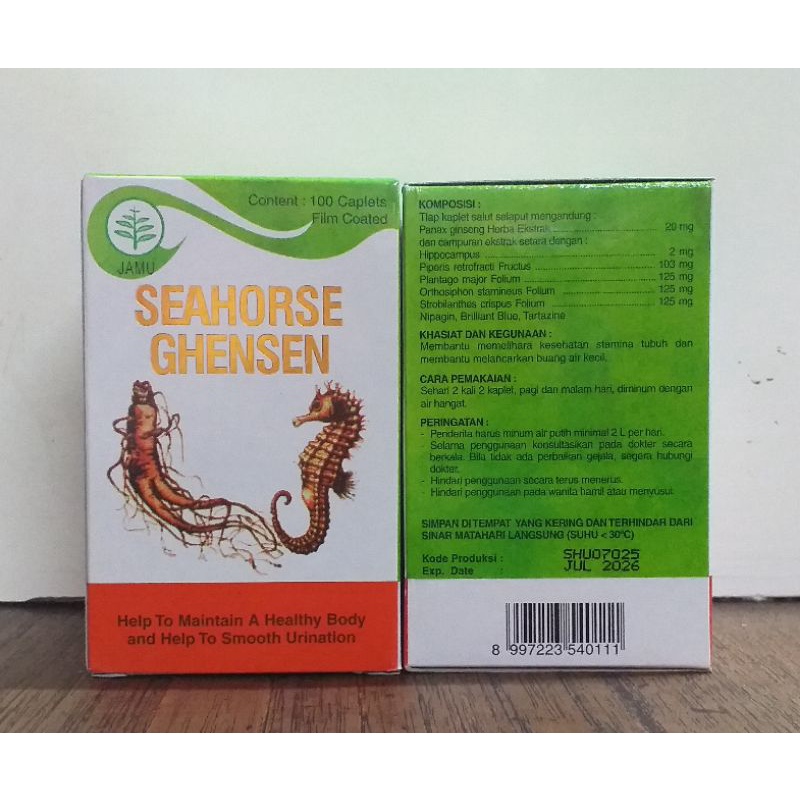 Content : 100 Caplets
Film Coated
JAMU
SEAHORSE
GHENSEN
Help To Maintain A Healthy Body
and Help To Smooth Urination
KOMPOSISI :
Tiap kaplet salut selaput mengandung :
Panax ginseng Herba Ekstrak 20 mg
dan campuran ekstrak setara dengan :
Hippocampus 2 mg
Piperis retrofracti Fructus 103 mg
Plantago major Folium 125 mg
Orthosiphon stamineus Folium 125 mg
Strobilanthes crispus Folium 125 mg
Nipagin, Brilliant Blue, Tartazine
KHASIAT DAN KEGUNAAN :
Membantu memelihara kesehatan stamina tubuh dan
membantu melancarkan buang air kecil.
CARA PEMAKAIAN :
Sehari 2 kali 2 kaplet, pagi dan malam hari, diminum dengan
air hangat.
PERINGATAN :
- Penderita harus minum air putih minimal 2 L per hari.
- Selama penggunaan konsultasikan pada dokter secara
berkala. Bila tidak ada perbaikan gejala, segera hubungi
dokter.
- Hindari penggunaan secara terus menerus.
- Hindari penggunaan pada wanita hamil atau menyusui.
SIMPAN DI TEMPAT YANG KERING DAN TERHINDAR DARI
SINAR MATAHARI LANGSUNG (SUHU < 30°C)
Kode Produksi : SHU07025
Exp. Date : JUL 2026
8 997223 540111